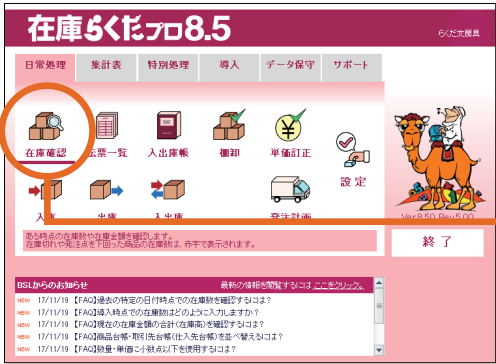 在庫らくだプロ8.5
らくだ文房具
日常処理 集計表 特別処理 導入 データ保守 サポート
在庫確認 伝票一覧 入出庫帳 棚卸 単価訂正
設定
入庫 出庫 入出庫 発注計画
Ver8.50 Rev5.00
ある時点の在庫数や在庫金額を確認します。
在庫切れや発注点を下回った商品の在庫数は、赤字で表示されます。
終了
BSLからのお知らせ 最新の情報を閲覧するには ここをクリック。
NEW 17/11/19 【FAQ】過去の特定の日付時点での在庫数を確認するには?
NEW 17/11/19 【FAQ】導入時点での在庫数はどのように入力しますか?
NEW 17/11/19 【FAQ】現在の在庫金額の合計(在庫高)を確認するには?
NEW 17/11/19 【FAQ】商品台帳・取引先台帳(仕入先台帳)を並べ替える
NEW 17/11/19 【FAQ】数量・単価に小数点以下を使用するには?